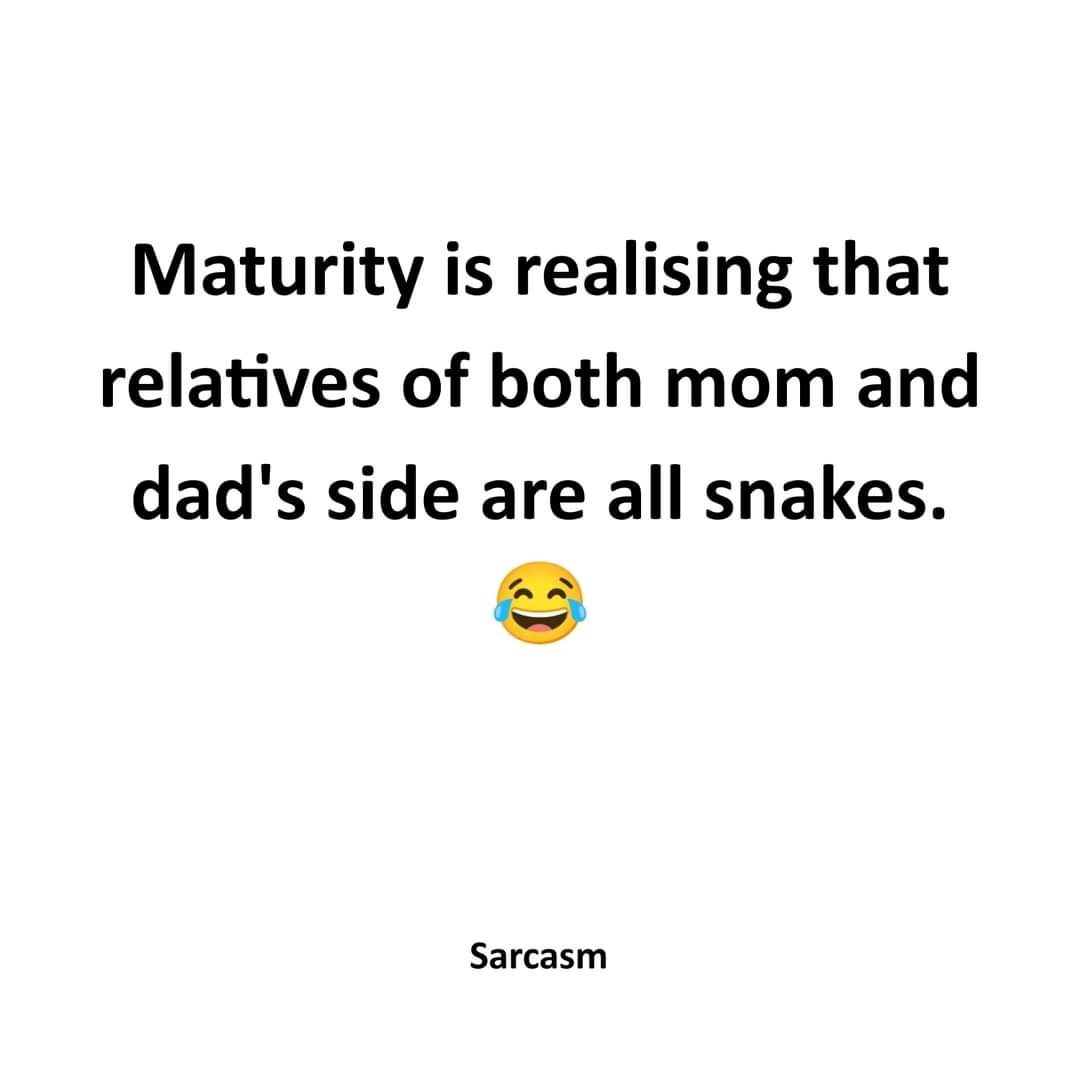 Maturity is realising that
relatives of both mom and
dad's side are all snakes.
😂
Sarcasm